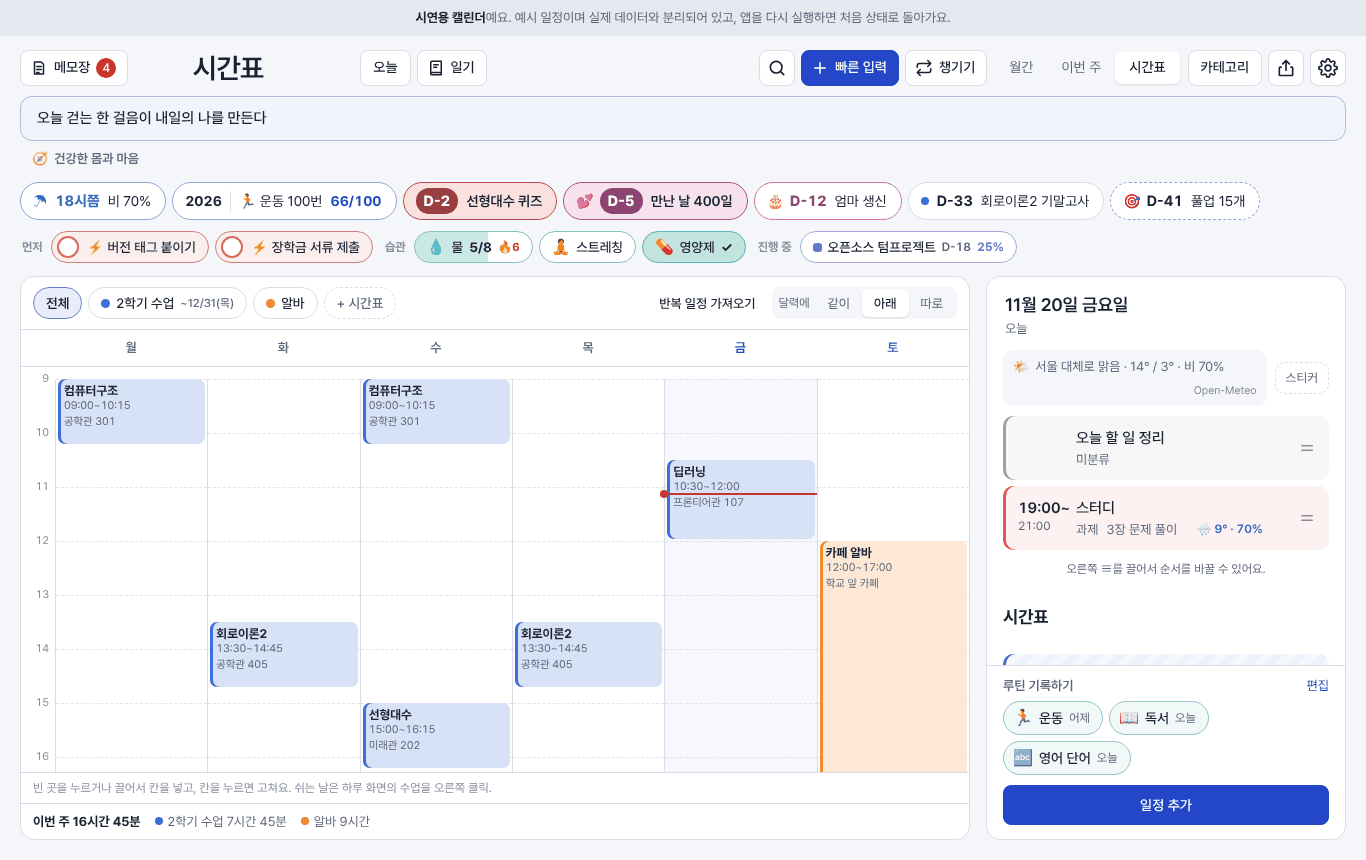 시연용 캘린더예요. 예시 일정이며 실제 데이터와 분리되어 있고, 앱을 다시 실행하면 처음 상태로 돌아가요.
메모장 4 시간표 오늘 일기 빠른 입력 챙기기 월간 이번 주 시간표 카테고리
오늘 걷는 한 걸음이 내일의 나를 만든다
건강한 몸과 마음
18시쯤 비 70% 2026 운동 100번 66/100 D-2 선형대수 퀴즈 D-5 만난 날 400일 D-12 엄마 생신 D-33 회로이론2 기말고사 D-41 풀업 15개
먼저 버전 태그 붙이기 장학금 서류 제출 습관 물 5/8 6 스트레칭 영양제 진행 중 오픈소스 텀프로젝트 D-18 25%
전체 2학기 수업 ~12/31(목) 알바 + 시간표 반복 일정 가져오기 달력에 같이 아래 따로
월 화 수 목 금 토
9
10
11
12
13
14
15
16
컴퓨터구조
09:00~10:15
공학관 301
회로이론2
13:30~14:45
공학관 405
컴퓨터구조
09:00~10:15
공학관 301
선형대수
15:00~16:15
미래관 202
회로이론2
13:30~14:45
공학관 405
딥러닝
10:30~12:00
프론티어관 107
카페 알바
12:00~17:00
학교 앞 카페
빈 곳을 누르거나 끌어서 칸을 넣고, 칸을 누르면 고쳐요. 쉬는 날은 하루 화면의 수업을 오른쪽 클릭.
이번 주 16시간 45분 2학기 수업 7시간 45분 알바 9시간
11월 20일 금요일
오늘
서울 대체로 맑음 · 14° / 3° · 비 70%
Open-Meteo
스티커
오늘 할 일 정리
미분류
19:00~ 스터디
21:00 과제 3장 문제 풀이 9° · 70%
오른쪽 ≡를 끌어서 순서를 바꿀 수 있어요.
시간표
루틴 기록하기 편집
운동 어제 독서 오늘
abc 영어 단어 오늘
일정 추가